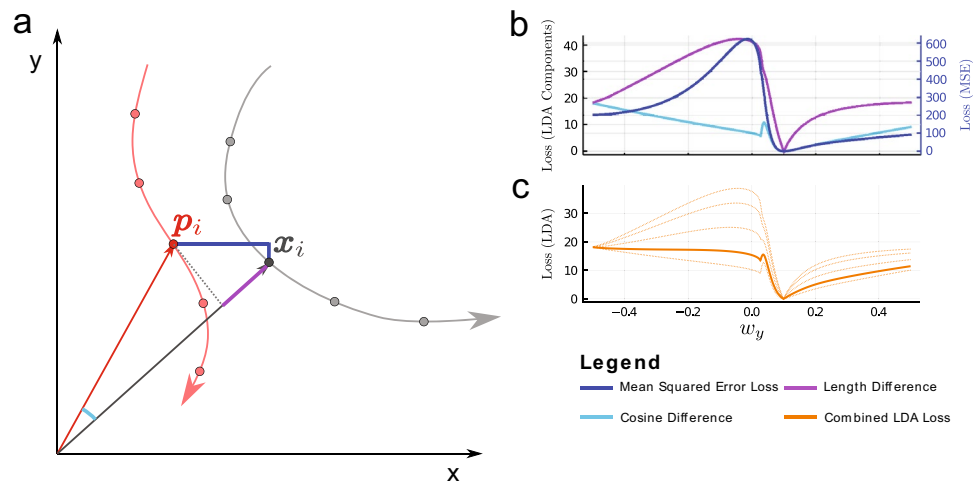 a
y
p_i
x_i
x
b
Loss (LDA Components)
40
30
20
10
0
600
500
400
300
200
100
0
Loss (MSE)
c
Loss (LDA)
30
20
10
0
−0.4
−0.2
0.0
0.2
0.4
w_y
Legend
Mean Squared Error Loss
Length Difference
Cosine Difference
Combined LDA Loss